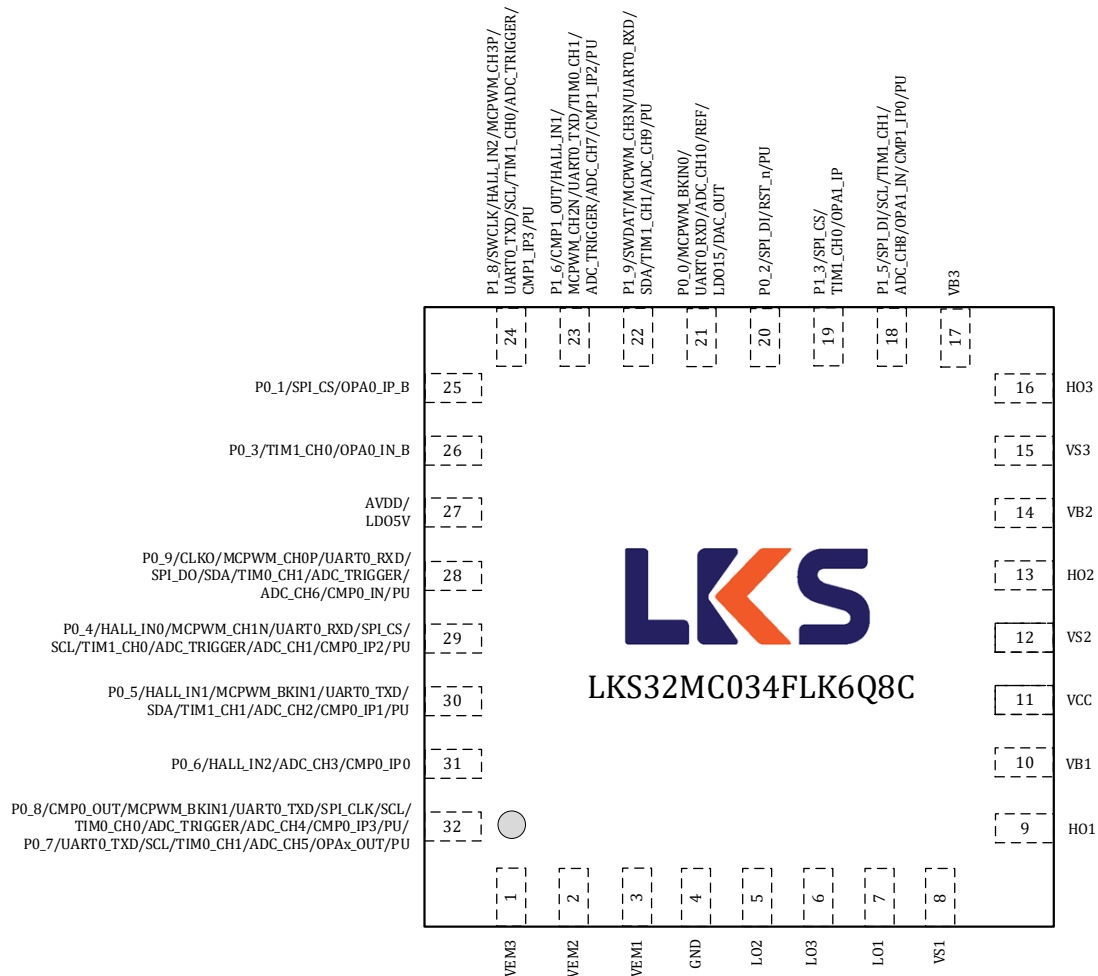 P1_8/SWCLK/HALL_IN2/MCPWM_CH3P/
UART0_TXD/SCL/TIM1_CH0/ADC_TRIGGER/
CMP1_IP3/PU
P1_6/CMP1_OUT/HALL_IN1/
MCPWM_CH2N/UART0_TXD/TIM0_CH1/
ADC_TRIGGER/ADC_CH7/CMP1_IP2/PU
P1_9/SWDAT/MCPWM_CH3N/UART0_RXD/
SDA/TIM1_CH1/ADC_CH9/PU
P0_0/MCPWM_BKIN0/
UART0_RXD/ADC_CH10/REF/
LDO15/DAC_OUT
P0_2/SPI_DI/RST_n/PU
P1_3/SPI_CS/
TIM1_CH0/OPA1_IP
P1_5/SPI_DI/SCL/TIM1_CH1/
ADC_CH8/OPA1_IN/CMP1_IP0/PU
VB3
24
23
22
21
20
19
18
17
P0_1/SPI_CS/OPA0_IP_B
25
P0_3/TIM1_CH0/OPA0_IN_B
26
AVDD/
LDO5V
27
P0_9/CLKO/MCPWM_CH0P/UART0_RXD/
SPI_DO/SDA/TIM0_CH1/ADC_TRIGGER/
ADC_CH6/CMP0_IN/PU
28
P0_4/HALL_IN0/MCPWM_CH1N/UART0_RXD/SPI_CS/
SCL/TIM1_CH0/ADC_TRIGGER/ADC_CH1/CMP0_IP2/PU
29
P0_5/HALL_IN1/MCPWM_BKIN1/UART0_TXD/
SDA/TIM1_CH1/ADC_CH2/CMP0_IP1/PU
30
P0_6/HALL_IN2/ADC_CH3/CMP0_IP0
31
P0_8/CMP0_OUT/MCPWM_BKIN1/UART0_TXD/SPI_CLK/SCL/
TIM0_CH0/ADC_TRIGGER/ADC_CH4/CMP0_IP3/PU/
P0_7/UART0_TXD/SCL/TIM0_CH1/ADC_CH5/OPAx_OUT/PU
32
LKS
LKS32MC034FLK6Q8C
16 HO3
15 VS3
14 VB2
13 HO2
12 VS2
11 VCC
10 VB1
9 HO1
1
2
3
4
5
6
7
8
VEM3
VEM2
VEM1
GND
LO2
LO3
LO1
VS1